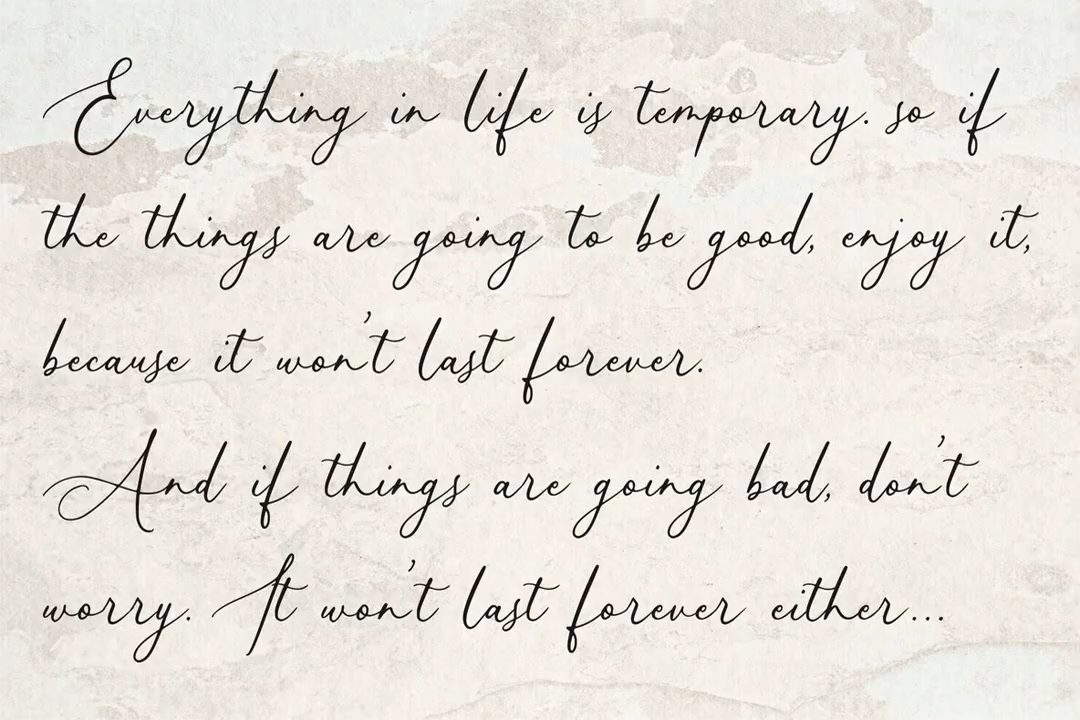 Everything in life is temporary. so if
the things are going to be good, enjoy it,
because it won't last forever.
And if things are going bad, don't
worry. It won't last forever either...